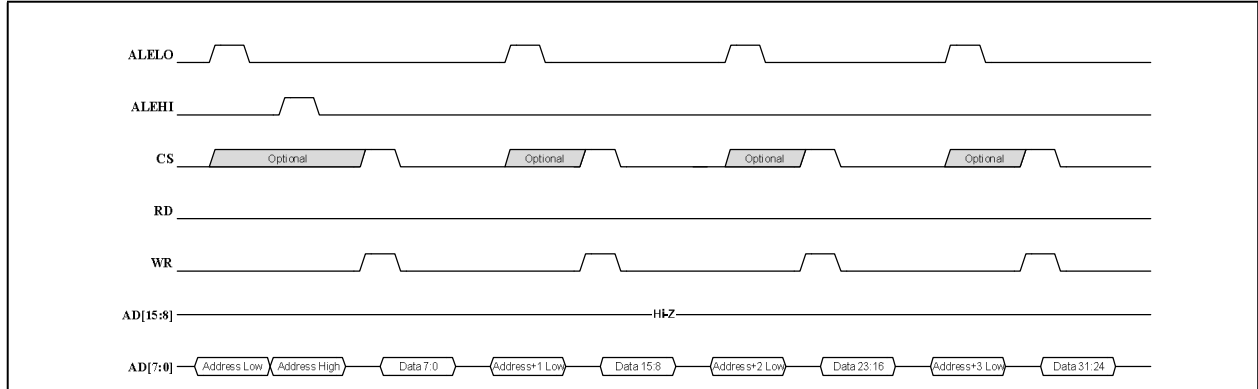 ALELO
ALEHI
CS Optional Optional Optional Optional
RD
WR
AD[15:8] Hi-Z
AD[7:0] Address Low Address High Data 7:0 Address+1 Low Data 15:8 Address+2 Low Data 23:16 Address+3 Low Data 31:24